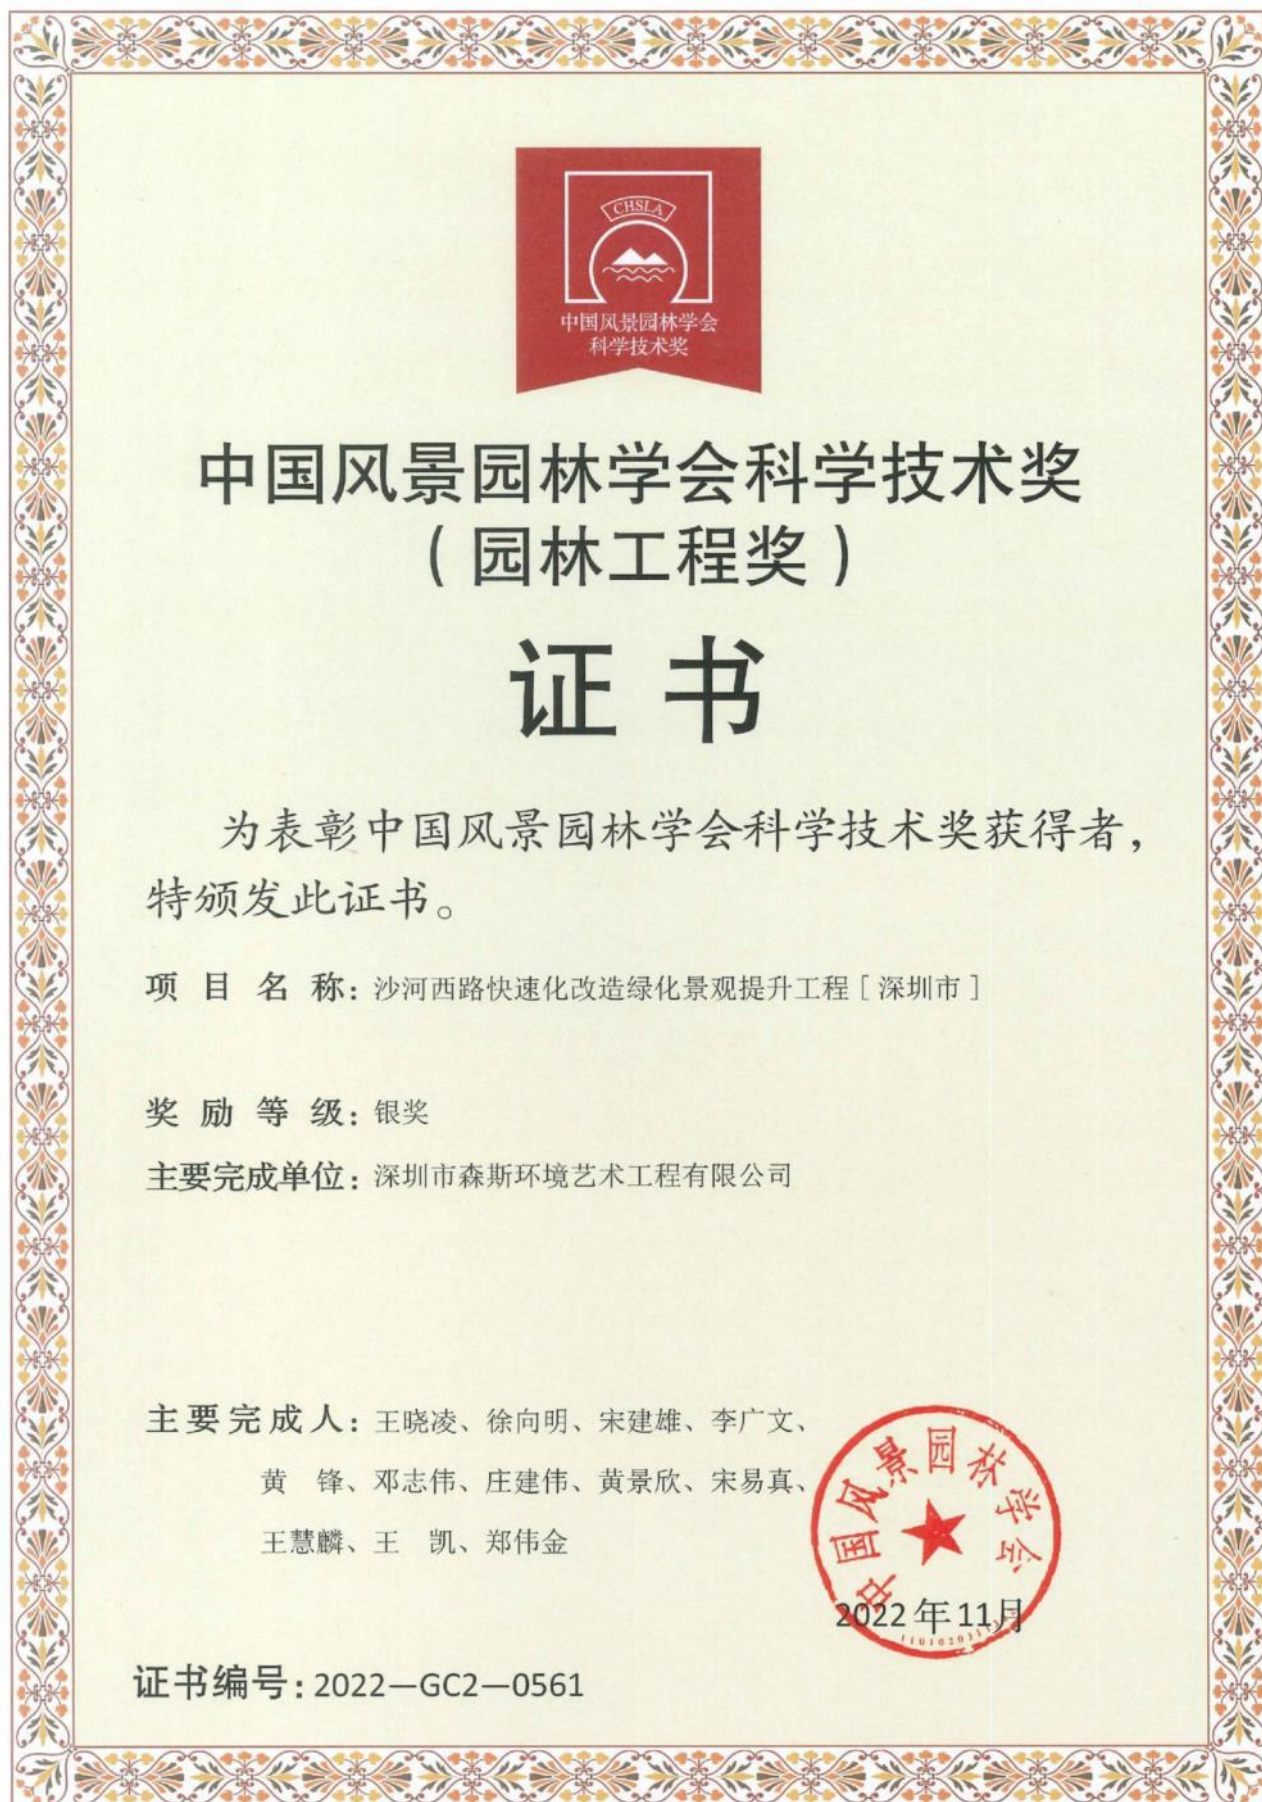 CHSLA
中国风景园林学会
科学技术奖
中国风景园林学会科学技术奖
（园林工程奖）
证书
为表彰中国风景园林学会科学技术奖获得者，
特颁发此证书。
项目名称：沙河西路快速化改造绿化景观提升工程［深圳市］
奖励等级：银奖
主要完成单位：深圳市森斯环境艺术工程有限公司
主要完成人：王晓凌、徐向明、宋建雄、李广文、
黄　锋、邓志伟、庄建伟、黄景欣、宋易真、
王慧麟、王　凯、郑伟金
中国风景园林学会
2022年11月
证书编号：2022—GC2—0561